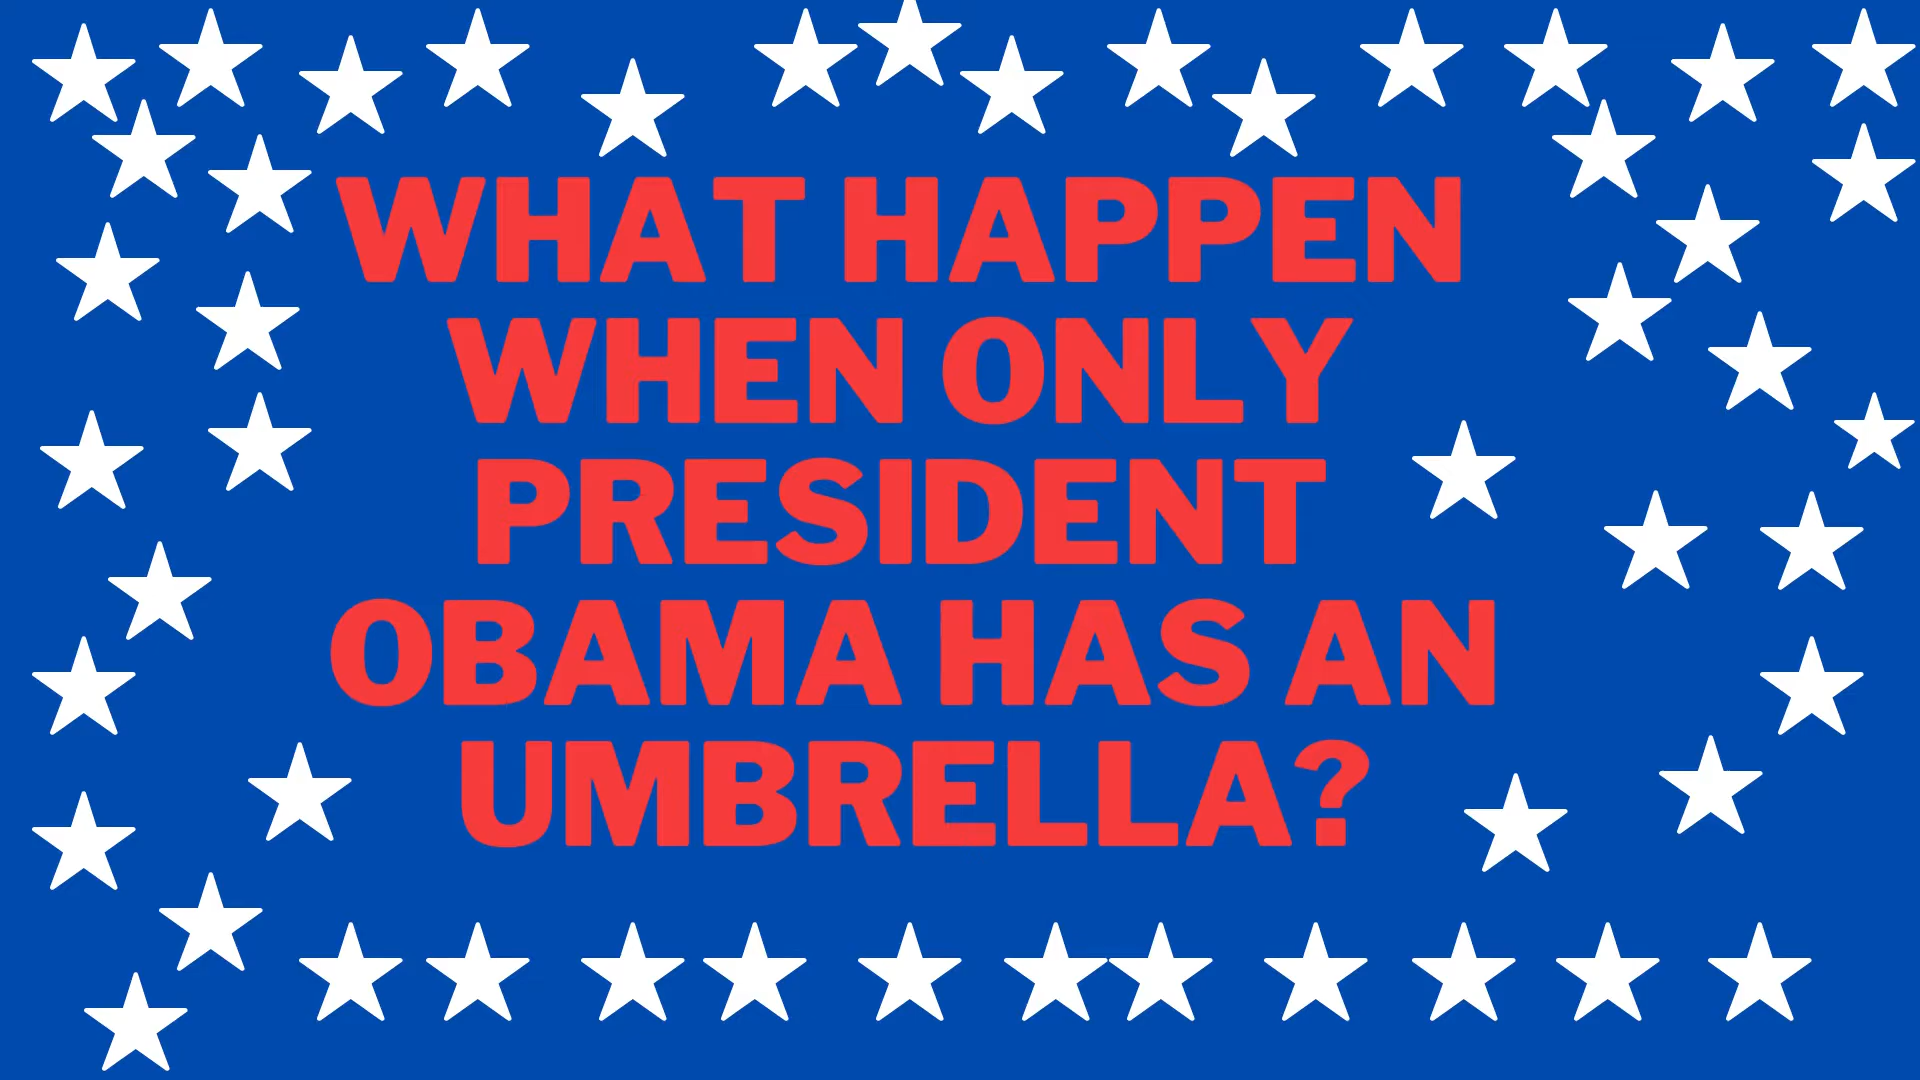 WHAT HAPPEN
WHEN ONLY
PRESIDENT
OBAMA HAS AN
UMBRELLA?